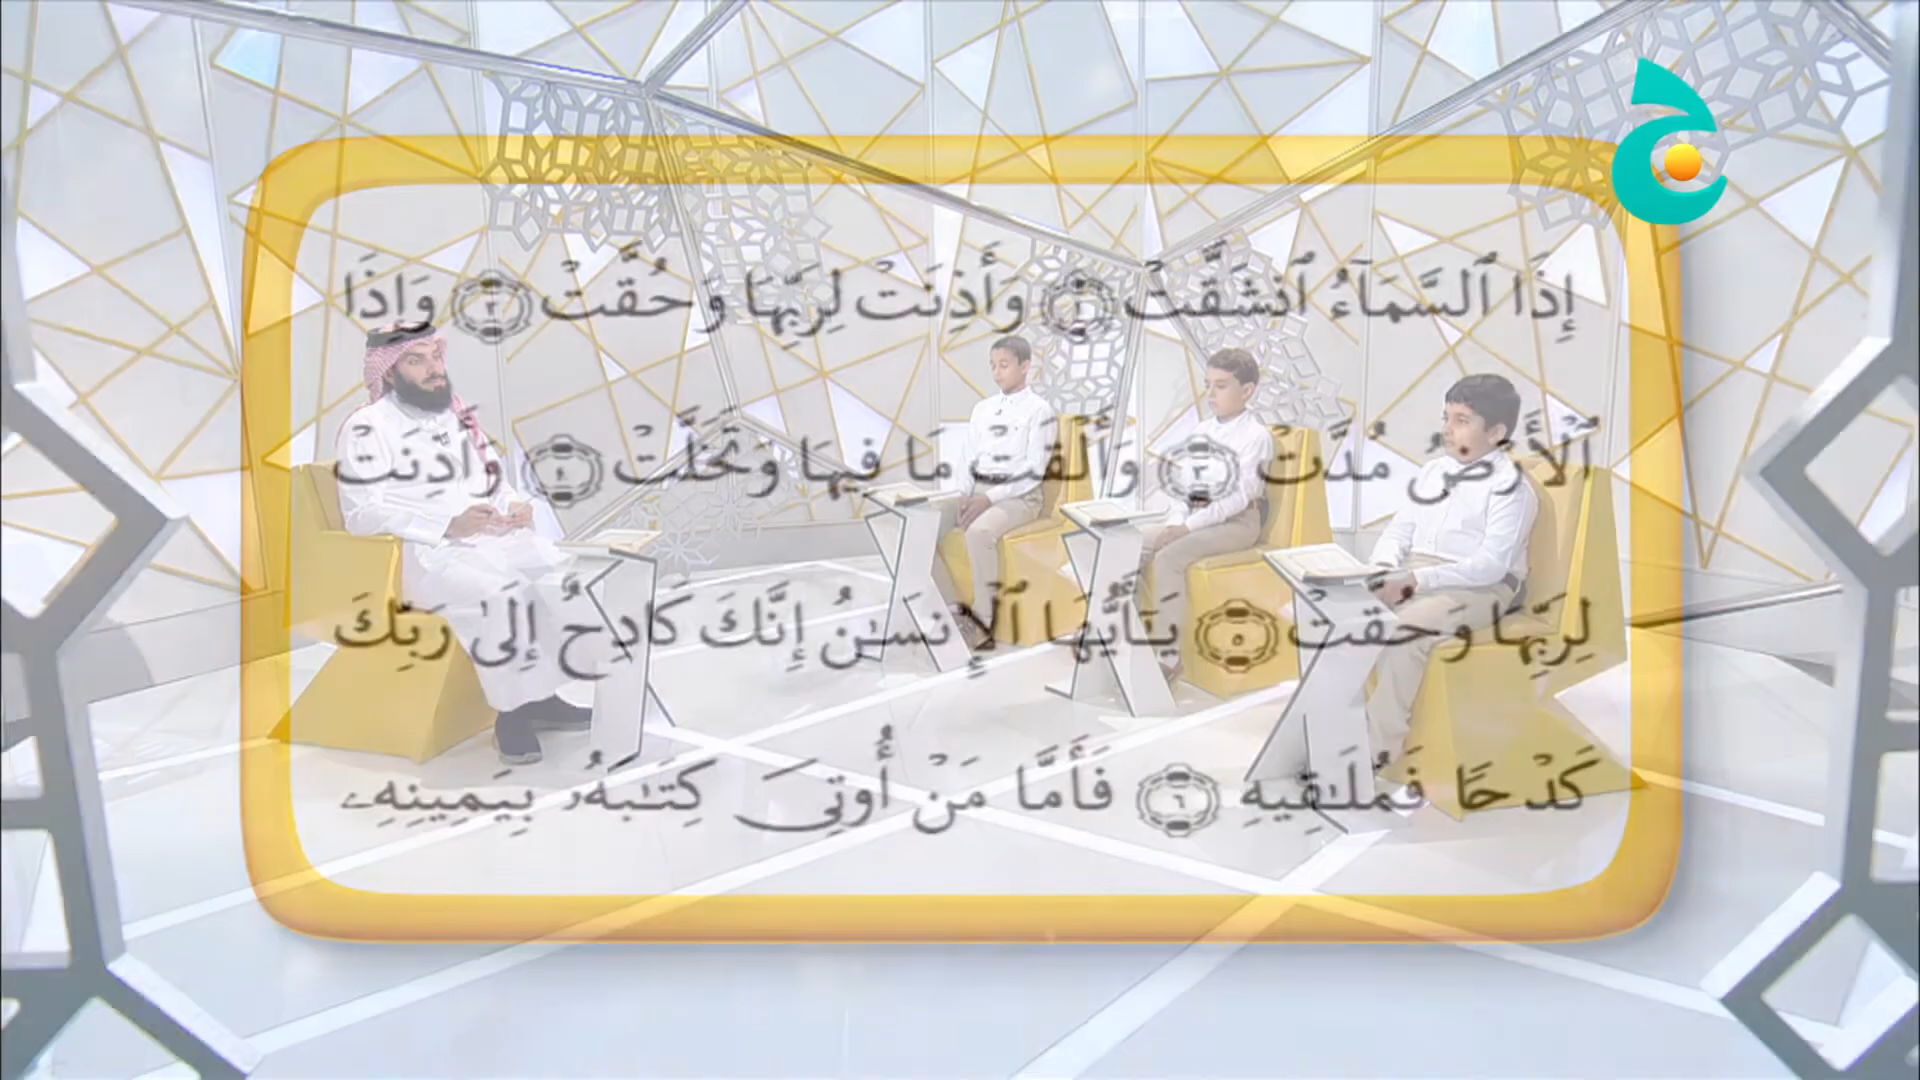 إِذَا ٱلسَّمَآءُ ٱنشَقَّتۡ ١ وَأَذِنَتۡ لِرَبِّهَا وَحُقَّتۡ ٢ وَإِذَا
ٱلۡأَرۡضُ مُدَّتۡ ٣ وَأَلۡقَتۡ مَا فِيهَا وَتَخَلَّتۡ ٤ وَأَذِنَتۡ
لِرَبِّهَا وَحُقَّتۡ ٥ يَـٰٓأَيُّهَا ٱلۡإِنسَـٰنُ إِنَّكَ كَادِحٌ إِلَىٰ رَبِّكَ
كَدۡحًا فَمُلَـٰقِيهِ ٦ فَأَمَّا مَنۡ أُوتِيَ كِتَـٰبَهُۥ بِيَمِينِهِۦ